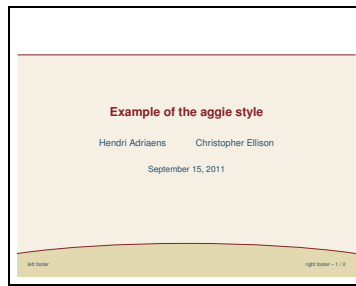 Example of the aggie style
Hendri Adriaens Christopher Ellison
September 15, 2011
left footer right footer – 1 / 2